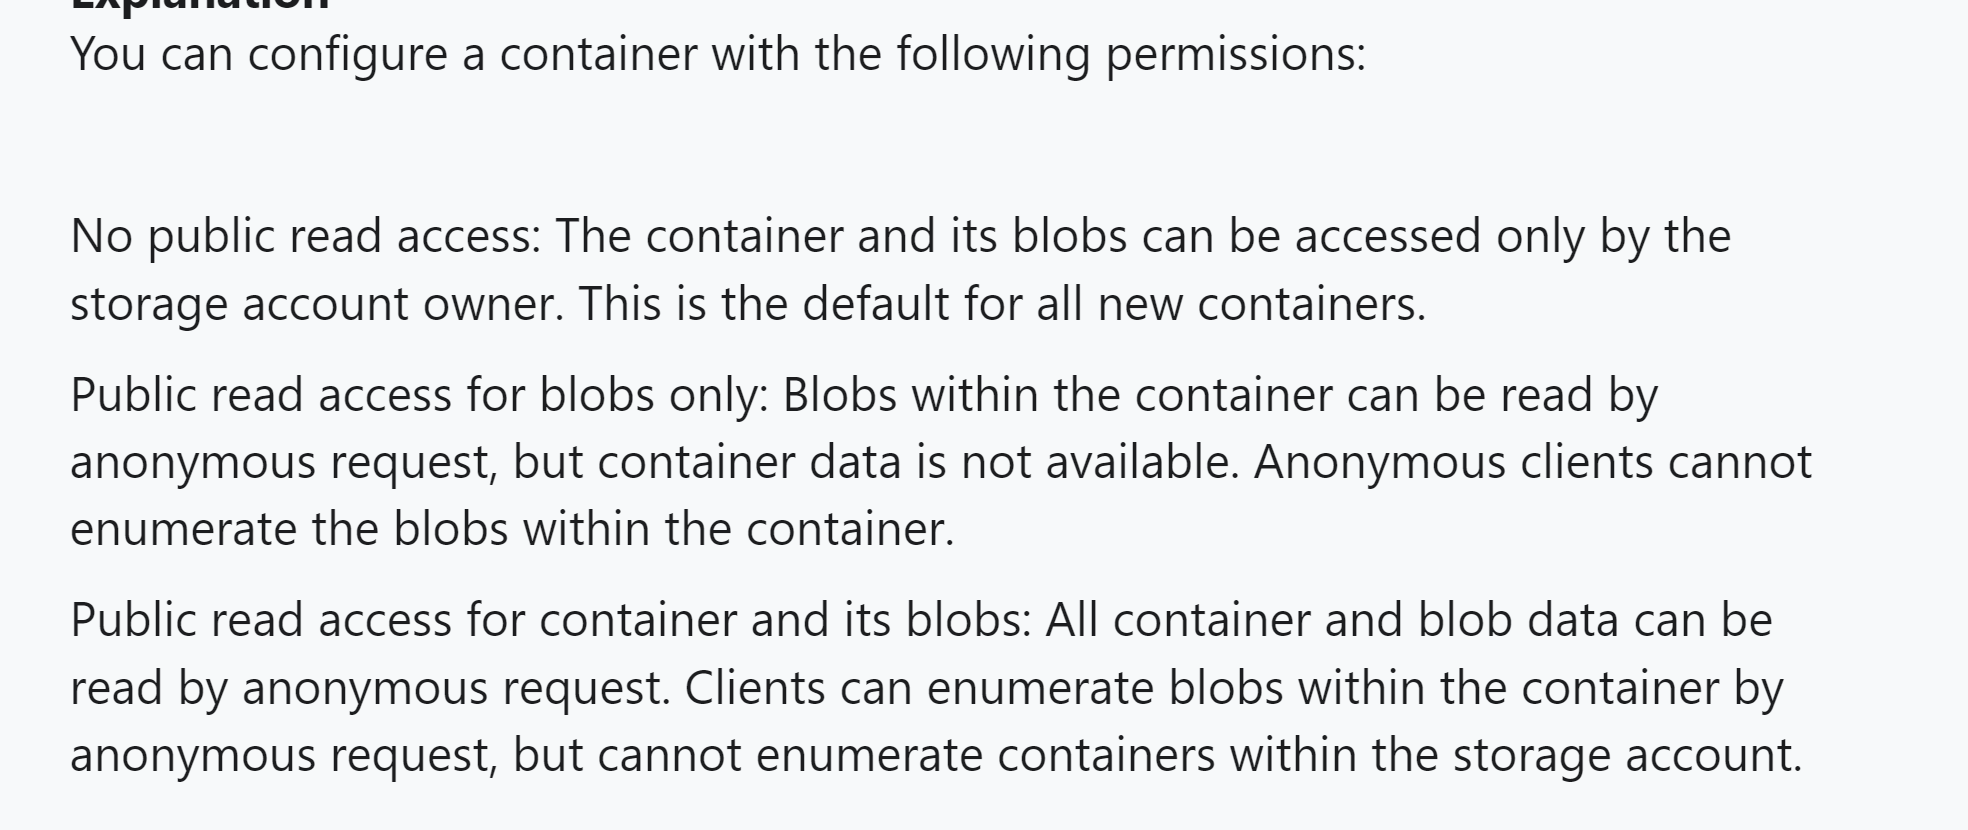 Explanation
You can configure a container with the following permissions:
No public read access: The container and its blobs can be accessed only by the
storage account owner. This is the default for all new containers.
Public read access for blobs only: Blobs within the container can be read by
anonymous request, but container data is not available. Anonymous clients cannot
enumerate the blobs within the container.
Public read access for container and its blobs: All container and blob data can be
read by anonymous request. Clients can enumerate blobs within the container by
anonymous request, but cannot enumerate containers within the storage account.